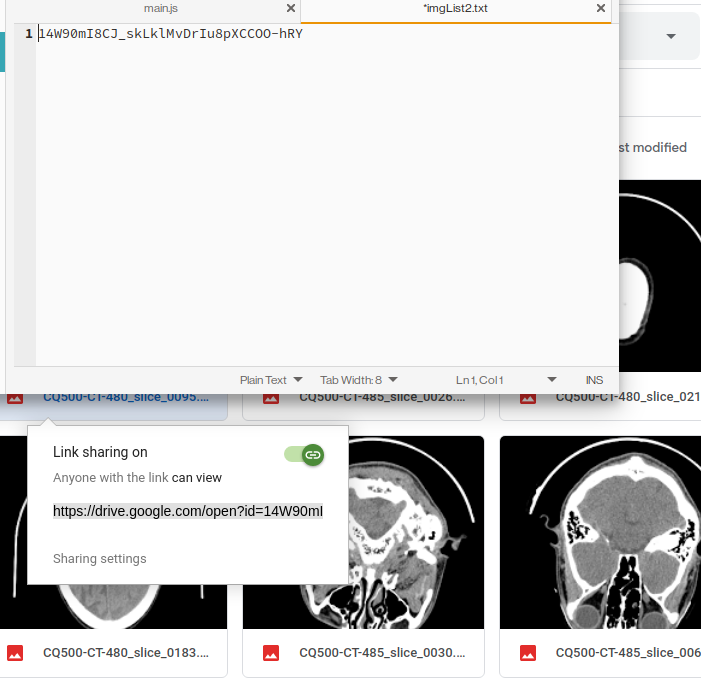 main.js
*imgList2.txt
1 14W90mI8CJ_skLklMvDrIu8pXCCOO-hRY
st modified
Plain Text
Tab Width: 8
Ln 1, Col 1
INS
CQ500-CT-480_slice_0095....
CQ500-CT-485_slice_0026....
CQ500-CT-480_slice_021
Link sharing on
Anyone with the link can view
https://drive.google.com/open?id=14W90mI
Sharing settings
CQ500-CT-480_slice_0183....
CQ500-CT-485_slice_0030....
CQ500-CT-485_slice_006